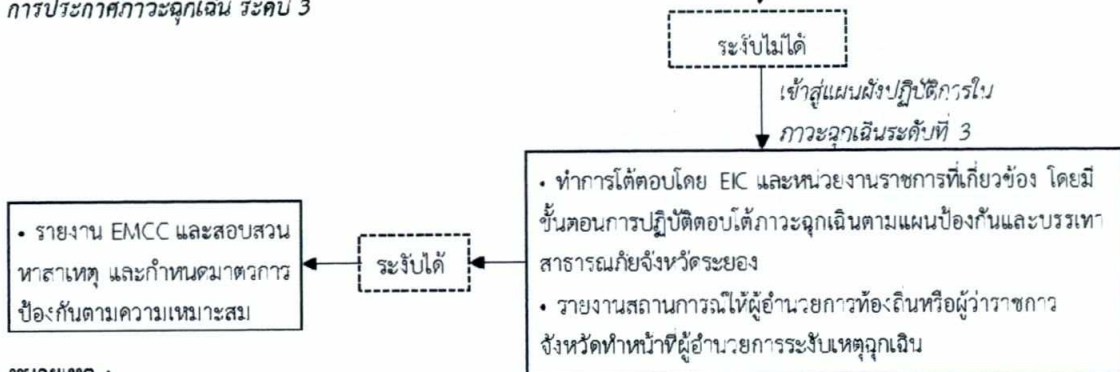 การประกาศภาวะฉุกเฉิน ระดับ 3
ระงับไม่ได้
เข้าสู่แผนผังปฏิบัติการใน
ภาวะฉุกเฉินระดับที่ 3
• ทำการโต้ตอบโดย EIC และหน่วยงานราชการที่เกี่ยวข้อง โดยมี
ขั้นตอนการปฏิบัติตอบโต้ภาวะฉุกเฉินตามแผนป้องกันและบรรเทา
สาธารณภัยจังหวัดระยอง
• รายงานสถานการณ์ให้ผู้อำนวยการท้องถิ่นหรือผู้ว่าราชการ
จังหวัดทำหน้าที่ผู้อำนวยการระงับเหตุฉุกเฉิน
ระงับได้
• รายงาน EMCC และสอบสวน
หาสาเหตุ และกำหนดมาตรการ
ป้องกันตามความเหมาะสม
หมายเหตุ :